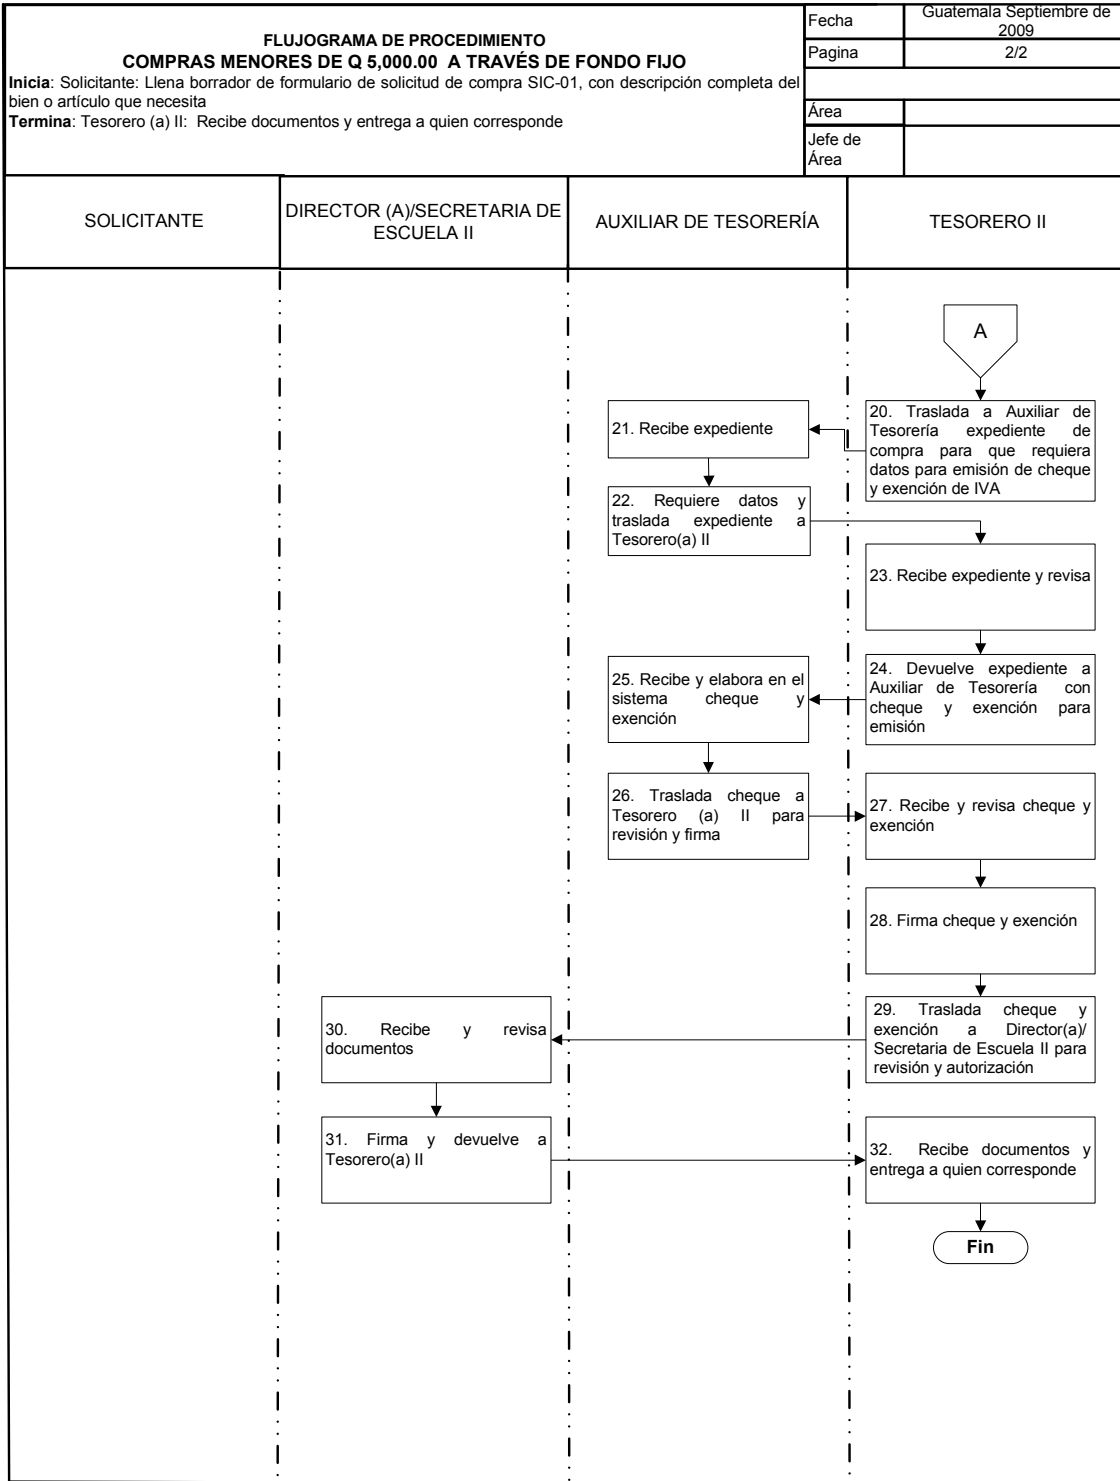 FLUJOGRAMA DE PROCEDIMIENTO
COMPRAS MENORES DE Q 5,000.00 A TRAVÉS DE FONDO FIJO
Inicia: Solicitante: Llena borrador de formulario de solicitud de compra SIC-01, con descripción completa del
bien o artículo que necesita
Termina: Tesorero (a) II: Recibe documentos y entrega a quien corresponde
Fecha
Guatemala Septiembre de
2009
Pagina
2/2
Área
Jefe de
Área
SOLICITANTE
DIRECTOR (A)/SECRETARIA DE
ESCUELA II
AUXILIAR DE TESORERÍA
TESORERO II
A
20. Traslada a Auxiliar de
Tesorería expediente de
compra para que requiera
datos para emisión de cheque
y exención de IVA
21. Recibe expediente
22. Requiere datos y
traslada expediente a
Tesorero(a) II
23. Recibe expediente y revisa
24. Devuelve expediente a
Auxiliar de Tesorería con
cheque y exención para
emisión
25. Recibe y elabora en el
sistema cheque y
exención
26. Traslada cheque a
Tesorero (a) II para
revisión y firma
27. Recibe y revisa cheque y
exención
28. Firma cheque y exención
29. Traslada cheque y
exención a Director(a)/
Secretaria de Escuela II para
revisión y autorización
30. Recibe y revisa
documentos
31. Firma y devuelve a
Tesorero(a) II
32. Recibe documentos y
entrega a quien corresponde
Fin